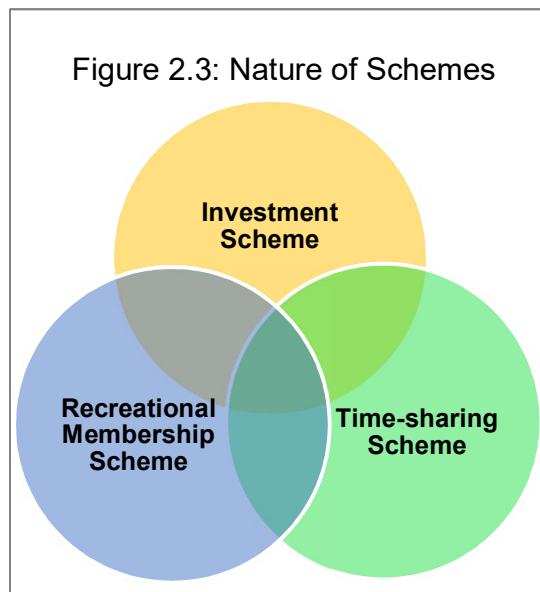 Figure 2.3: Nature of Schemes
Investment
Scheme
Recreational
Membership
Scheme
Time-sharing
Scheme